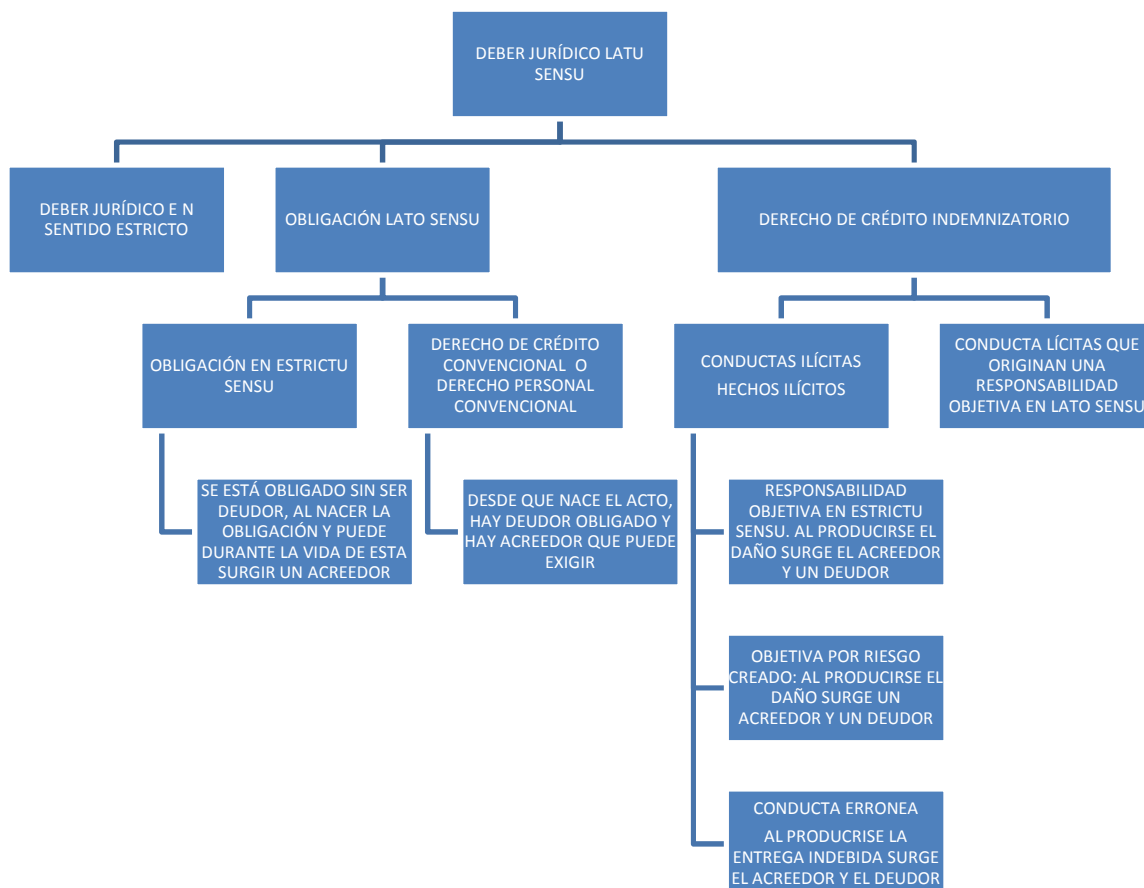 DEBER JURÍDICO LATU
SENSU
DEBER JURÍDICO E N
SENTIDO ESTRICTO
OBLIGACIÓN LATO SENSU
DERECHO DE CRÉDITO INDEMNIZATORIO
OBLIGACIÓN EN ESTRICTU
SENSU
DERECHO DE CRÉDITO
CONVENCIONAL O
DERECHO PERSONAL
CONVENCIONAL
CONDUCTAS ILÍCITAS
HECHOS ILÍCITOS
CONDUCTA LÍCITAS QUE
ORIGINAN UNA
RESPONSABILIDAD
OBJETIVA EN LATO SENSU
SE ESTÁ OBLIGADO SIN SER
DEUDOR, AL NACER LA
OBLIGACIÓN Y PUEDE
DURANTE LA VIDA DE ESTA
SURGIR UN ACREEDOR
DESDE QUE NACE EL ACTO,
HAY DEUDOR OBLIGADO Y
HAY ACREEDOR QUE PUEDE
EXIGIR
RESPONSABILIDAD
OBJETIVA EN ESTRICTU
SENSU. AL PRODUCIRSE EL
DAÑO SURGE EL ACREEDOR
Y UN DEUDOR
OBJETIVA POR RIESGO
CREADO: AL PRODUCIRSE EL
DAÑO SURGE UN
ACREEDOR Y UN DEUDOR
CONDUCTA ERRONEA
AL PRODUCRISE LA
ENTREGA INDEBIDA SURGE
EL ACREEDOR Y EL DEUDOR